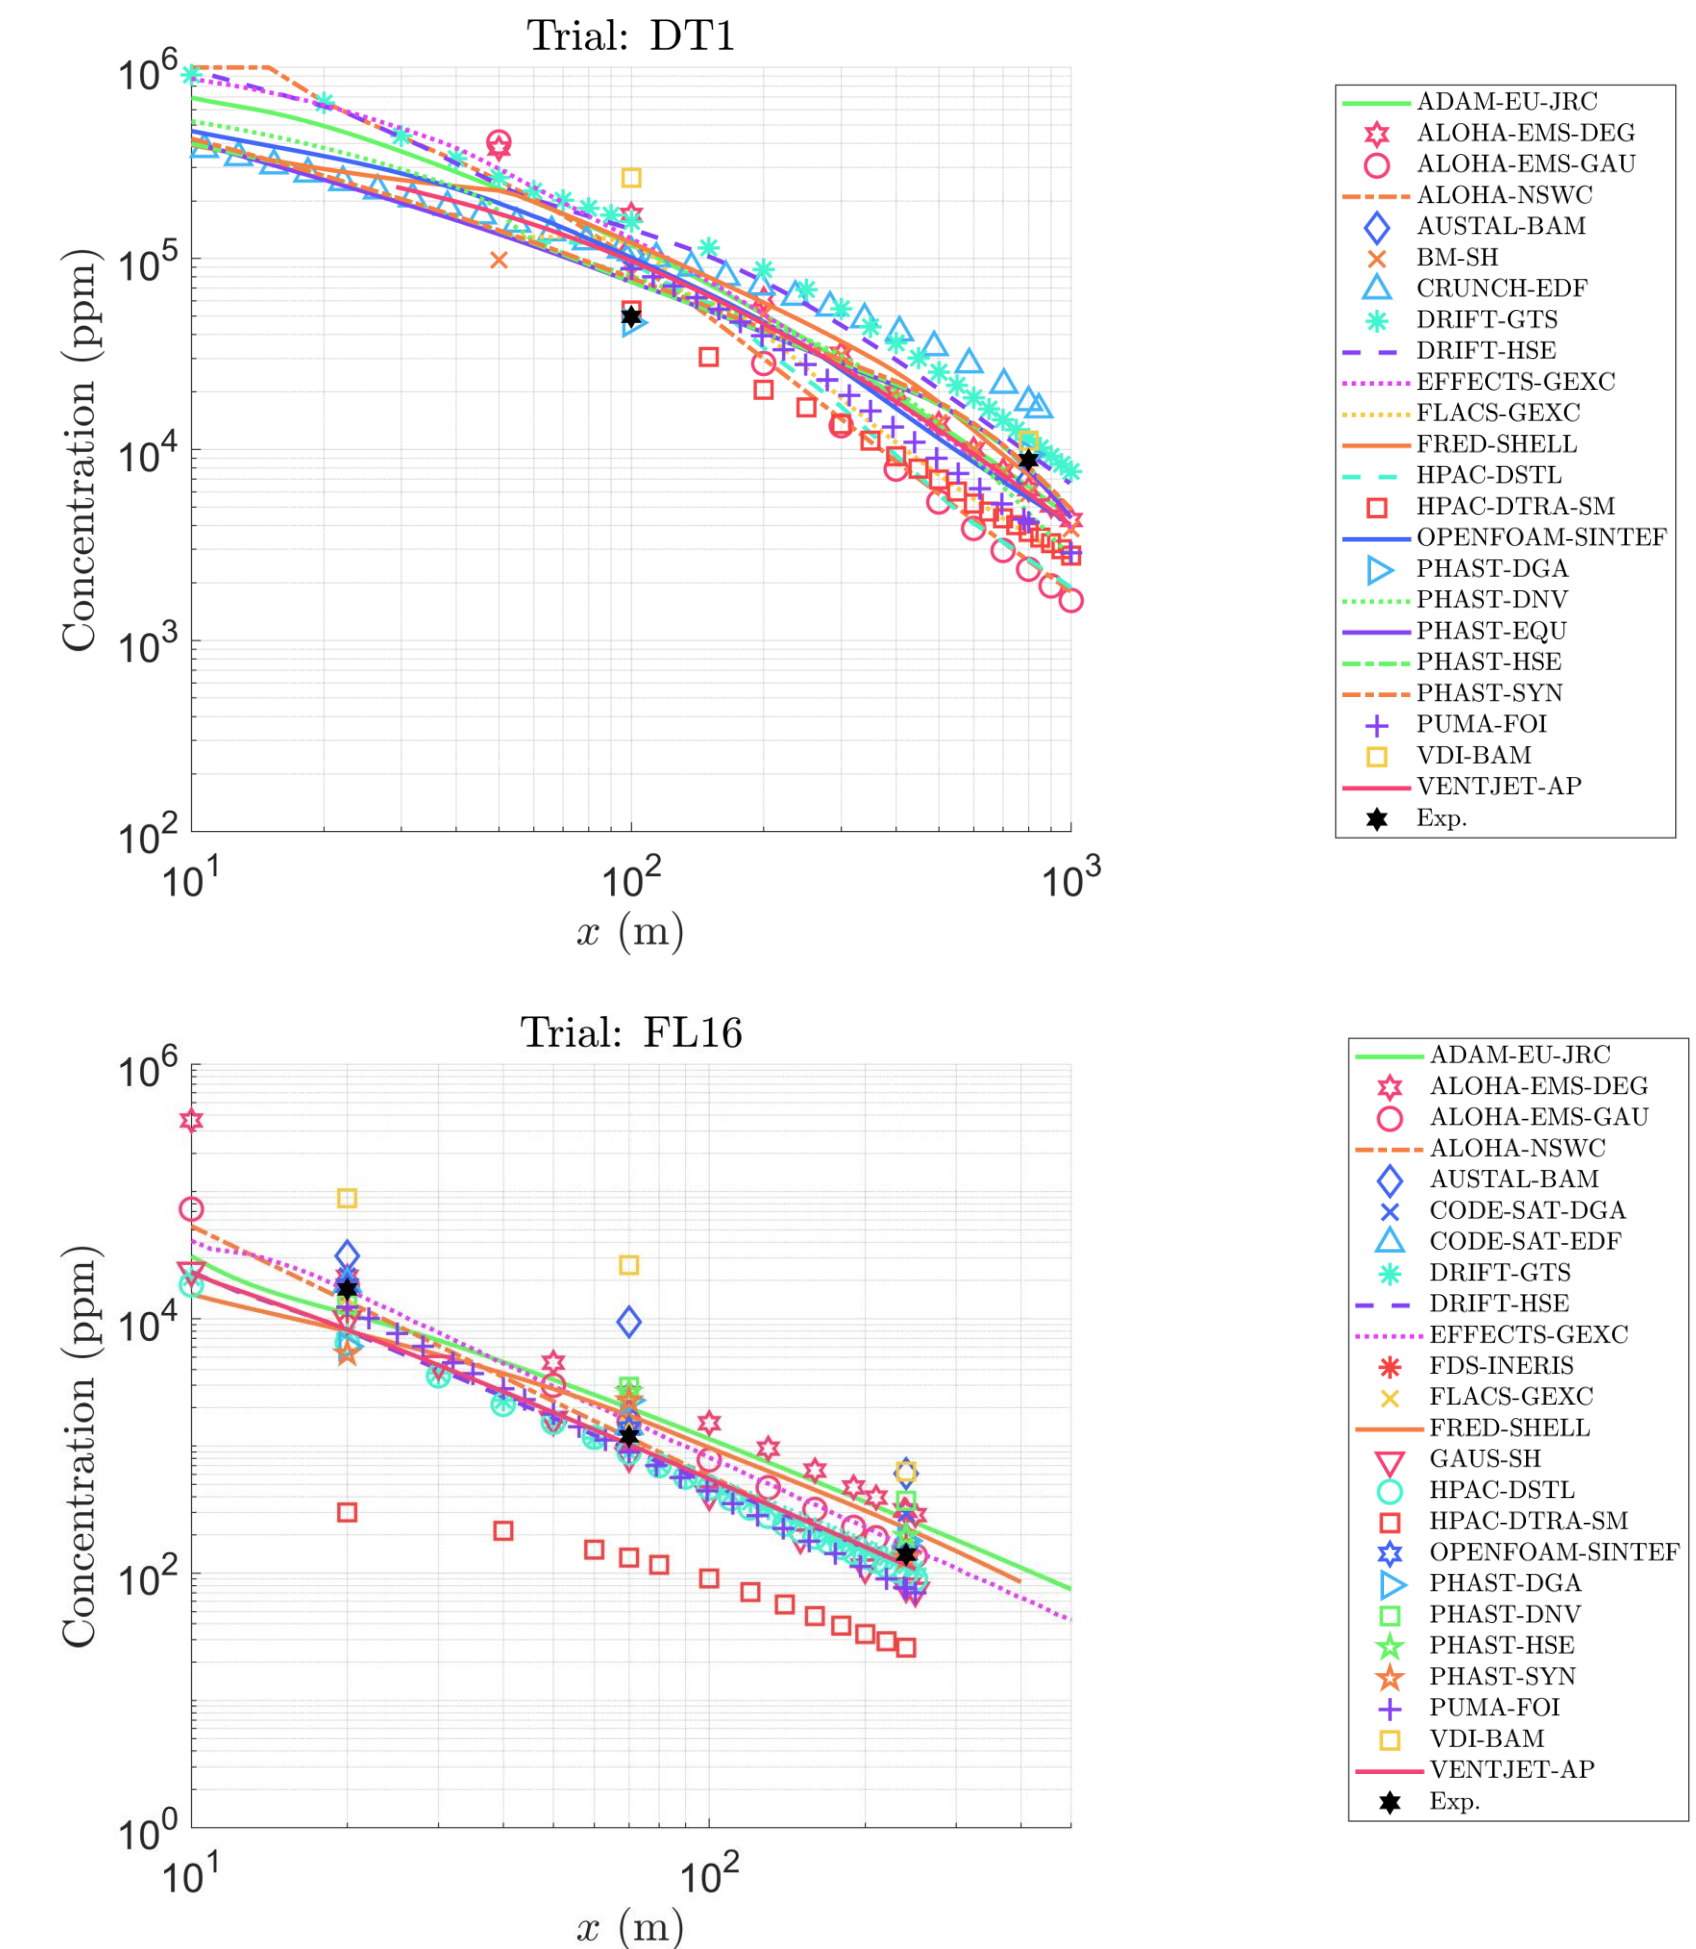 Trial: DT1
10^6
10^5
10^4
10^3
10^2
Concentration (ppm)
10^1
10^2
10^3
x (m)
ADAM-EU-JRC
ALOHA-EMS-DEG
ALOHA-EMS-GAU
ALOHA-NSWC
AUSTAL-BAM
BM-SH
CRUNCH-EDF
DRIFT-GTS
DRIFT-HSE
EFFECTS-GEXC
FLACS-GEXC
FRED-SHELL
HPAC-DSTL
HPAC-DTRA-SM
OPENFOAM-SINTEF
PHAST-DGA
PHAST-DNV
PHAST-EQU
PHAST-HSE
PHAST-SYN
PUMA-FOI
VDI-BAM
VENTJET-AP
Exp.
Trial: FL16
10^6
10^4
10^2
10^0
Concentration (ppm)
10^1
10^2
x (m)
ADAM-EU-JRC
ALOHA-EMS-DEG
ALOHA-EMS-GAU
ALOHA-NSWC
AUSTAL-BAM
CODE-SAT-DGA
CODE-SAT-EDF
DRIFT-GTS
DRIFT-HSE
EFFECTS-GEXC
FDS-INERIS
FLACS-GEXC
FRED-SHELL
GAUS-SH
HPAC-DSTL
HPAC-DTRA-SM
OPENFOAM-SINTEF
PHAST-DGA
PHAST-DNV
PHAST-HSE
PHAST-SYN
PUMA-FOI
VDI-BAM
VENTJET-AP
Exp.